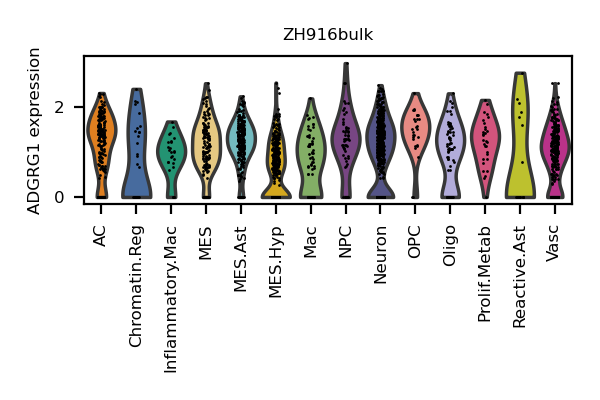 ZH916bulk
ADGRG1 expression
2
0
AC
Chromatin.Reg
Inflammatory.Mac
MES
MES.Ast
MES.Hyp
Mac
NPC
Neuron
OPC
Oligo
Prolif.Metab
Reactive.Ast
Vasc